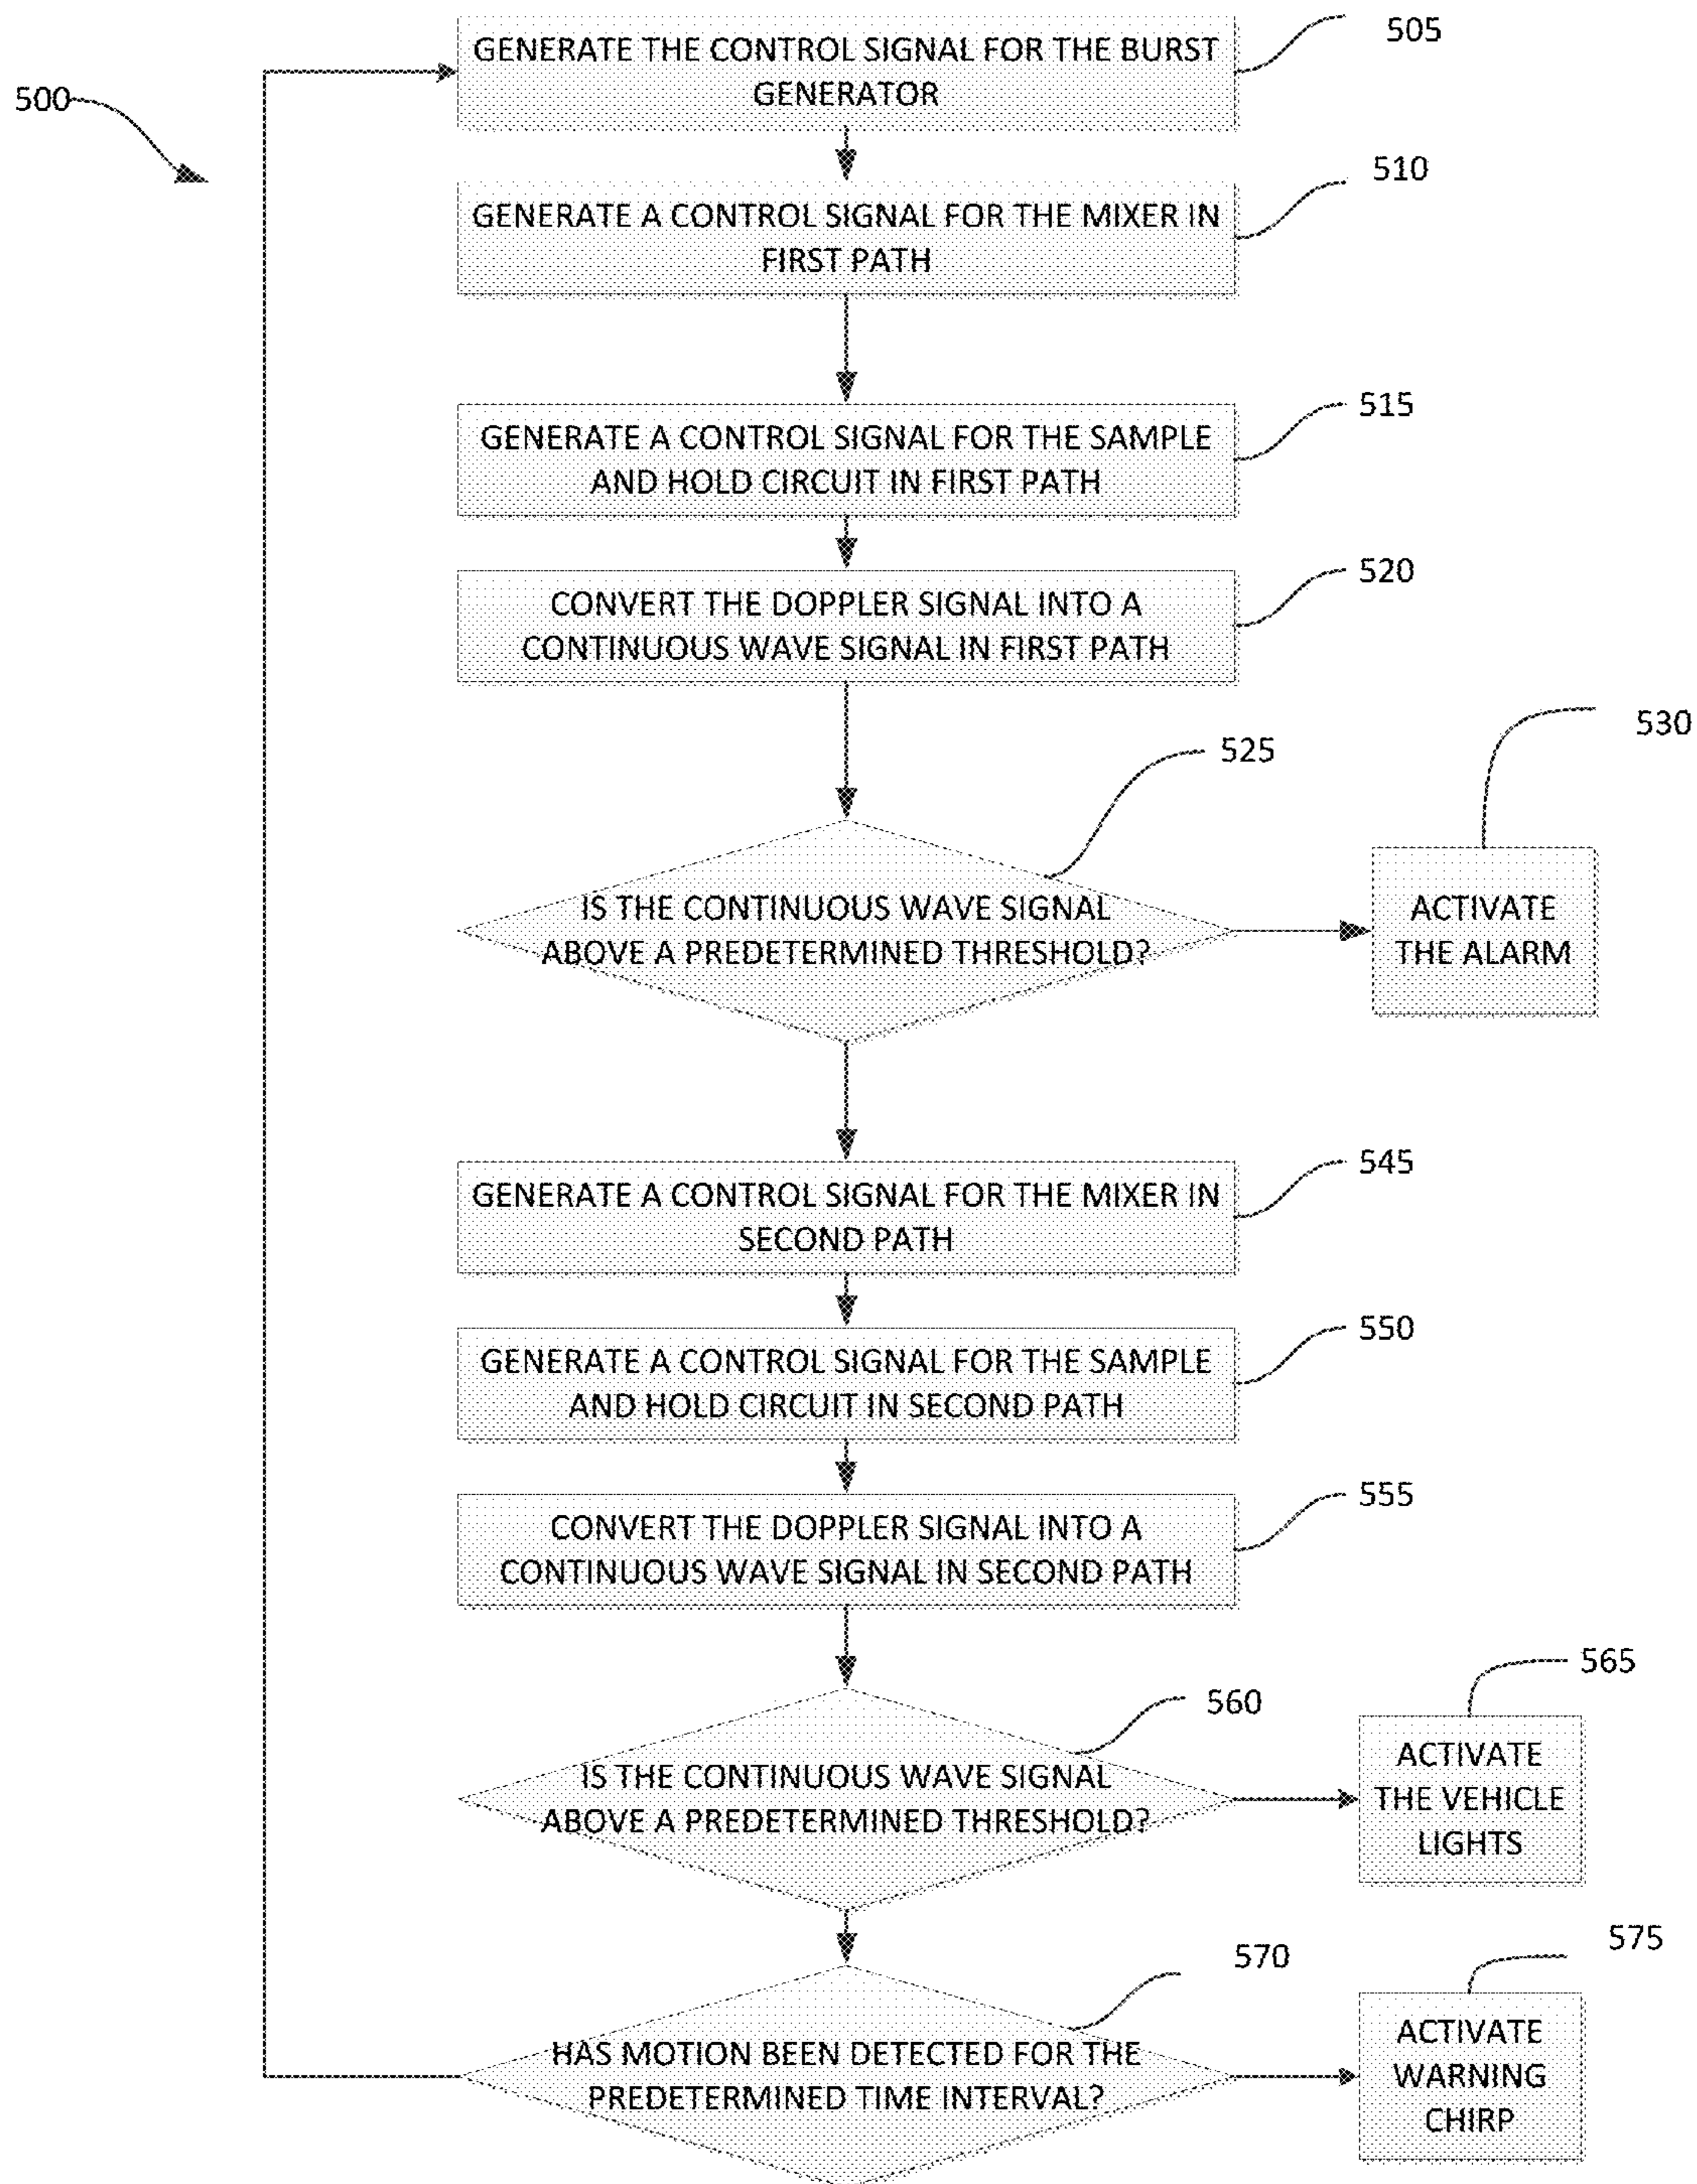 505
GENERATE THE CONTROL SIGNAL FOR THE BURST
GENERATOR
500
510
GENERATE A CONTROL SIGNAL FOR THE MIXER IN
FIRST PATH
515
GENERATE A CONTROL SIGNAL FOR THE SAMPLE
AND HOLD CIRCUIT IN FIRST PATH
520
CONVERT THE DOPPLER SIGNAL INTO A
CONTINUOUS WAVE SIGNAL IN FIRST PATH
530
525
IS THE CONTINUOUS WAVE SIGNAL
ABOVE A PREDETERMINED THRESHOLD?
ACTIVATE
THE ALARM
545
GENERATE A CONTROL SIGNAL FOR THE MIXER IN
SECOND PATH
550
GENERATE A CONTROL SIGNAL FOR THE SAMPLE
AND HOLD CIRCUIT IN SECOND PATH
555
CONVERT THE DOPPLER SIGNAL INTO A
CONTINUOUS WAVE SIGNAL IN SECOND PATH
565
560
IS THE CONTINUOUS WAVE SIGNAL
ABOVE A PREDETERMINED THRESHOLD?
ACTIVATE
THE VEHICLE
LIGHTS
570
575
HAS MOTION BEEN DETECTED FOR THE
PREDETERMINED TIME INTERVAL?
ACTIVATE
WARNING
CHIRP